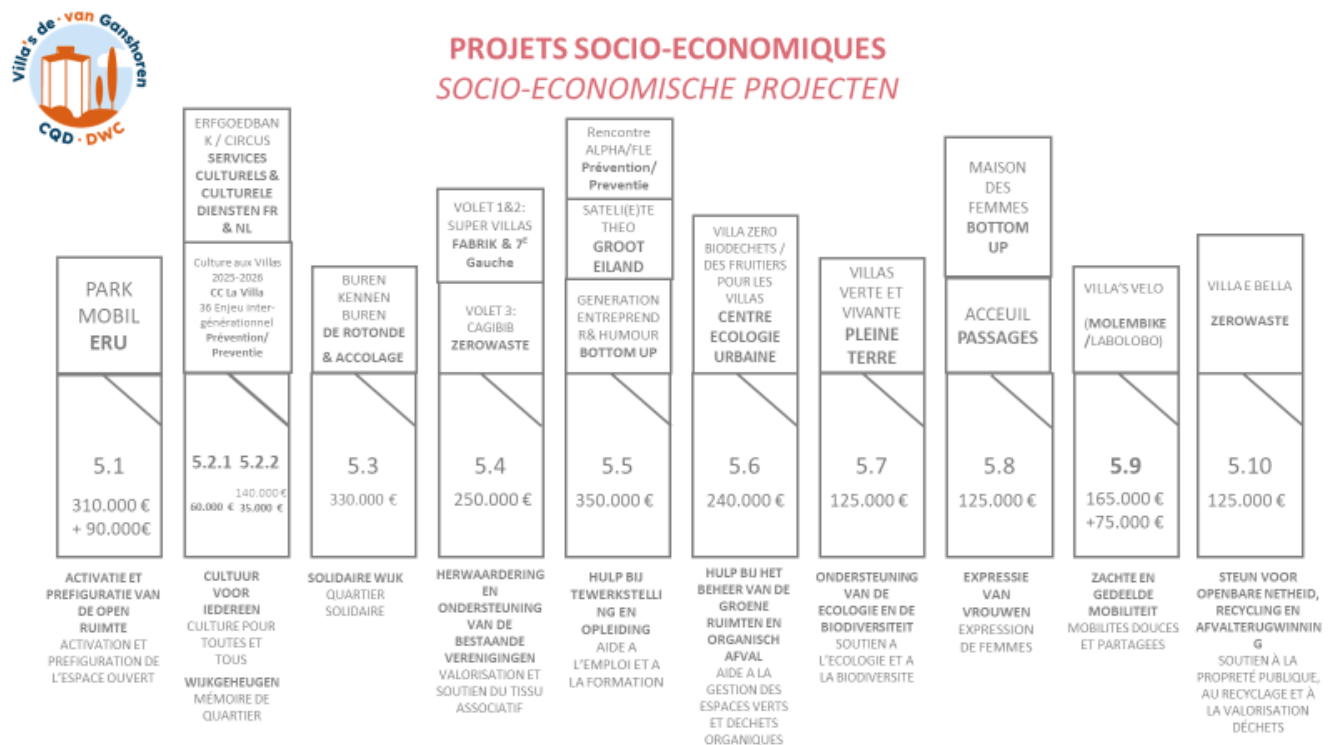 Villa's de · van Ganshoren
CQD · DWC
PROJETS SOCIO-ECONOMIQUES
SOCIO-ECONOMISCHE PROJECTEN
PARK
MOBIL
ERU
5.1
310.000 €
+ 90.000€
ACTIVATIE ET
PREFIGURATIE VAN
DE OPEN
RUIMTE
ACTIVATION ET
PREFIGURATION DE
L'ESPACE OUVERT
ERFGOEDBAN
K / CIRCUS
SERVICES
CULTURELS &
CULTURELE
DIENSTEN FR
& NL
Culture aux Villas
2025-2026
CC La Villa
36 Enjeu inter-
générationnel
Prévention/
Preventie
5.2.1 5.2.2
140.000 €
60.000 € 35.000 €
CULTUUR
VOOR
IEDEREEN
CULTURE POUR
TOUTES ET
TOUS
WIJKGEHEUGEN
MÉMOIRE DE
QUARTIER
BUREN
KENNEN
BUREN
DE ROTONDE
& ACCOLAGE
5.3
330.000 €
SOLIDAIRE WIJK
QUARTIER
SOLIDAIRE
VOLET 1&2:
SUPER VILLAS
FABRIK & 7E
Gauche
VOLET 3:
CAGIBIB
ZEROWASTE
5.4
250.000 €
HERWAARDERING
EN
ONDERSTEUNING
VAN DE
BESTAANDE
VERENIGINGEN
VALORISATION ET
SOUTIEN DU TISSU
ASSOCIATIF
Rencontre
ALPHA/FLE
Prévention/
Preventie
SATELI(E)TE
THEO
GROOT
EILAND
GENERATION
ENTREPREND
R& HUMOUR
BOTTOM UP
5.5
350.000 €
HULP BIJ
TEWERKSTELLI
NG EN
OPLEIDING
AIDE A
L'EMPLOI ET A
LA FORMATION
VILLA ZERO
BIODECHETS /
DES FRUITIERS
POUR LES
VILLAS
CENTRE
ECOLOGIE
URBAINE
5.6
240.000 €
HULP BIJ HET
BEHEER VAN DE
GROENE
RUIMTEN EN
ORGANISCH
AFVAL
AIDE A LA
GESTION DES
ESPACES VERTS
ET DECHETS
ORGANIQUES
VILLAS
VERTE ET
VIVANTE
PLEINE
TERRE
5.7
125.000 €
ONDERSTEUNING
VAN DE
ECOLOGIE EN DE
BIODIVERSITEIT
SOUTIEN A
L'ECOLOGIE ET A
LA BIODIVERSITE
MAISON
DES
FEMMES
BOTTOM
UP
ACCEUIL
PASSAGES
5.8
125.000 €
EXPRESSIE
VAN
VROUWEN
EXPRESSION
DE FEMMES
VILLA'S VELO
(MOLEMBIKE
/LABOLOBO)
5.9
165.000 €
+75.000 €
ZACHTE EN
GEDEELDE
MOBILITEIT
MOBILITES DOUCES
ET PARTAGEES
VILLA E BELLA
ZEROWASTE
5.10
125.000 €
STEUN VOOR
OPENBARE NETHEID,
RECYCLING EN
AFVALTERUGWINNIN
G
SOUTIEN À LA
PROPRETÉ PUBLIQUE,
AU RECYCLAGE ET À
LA VALORISATION
DÉCHETS